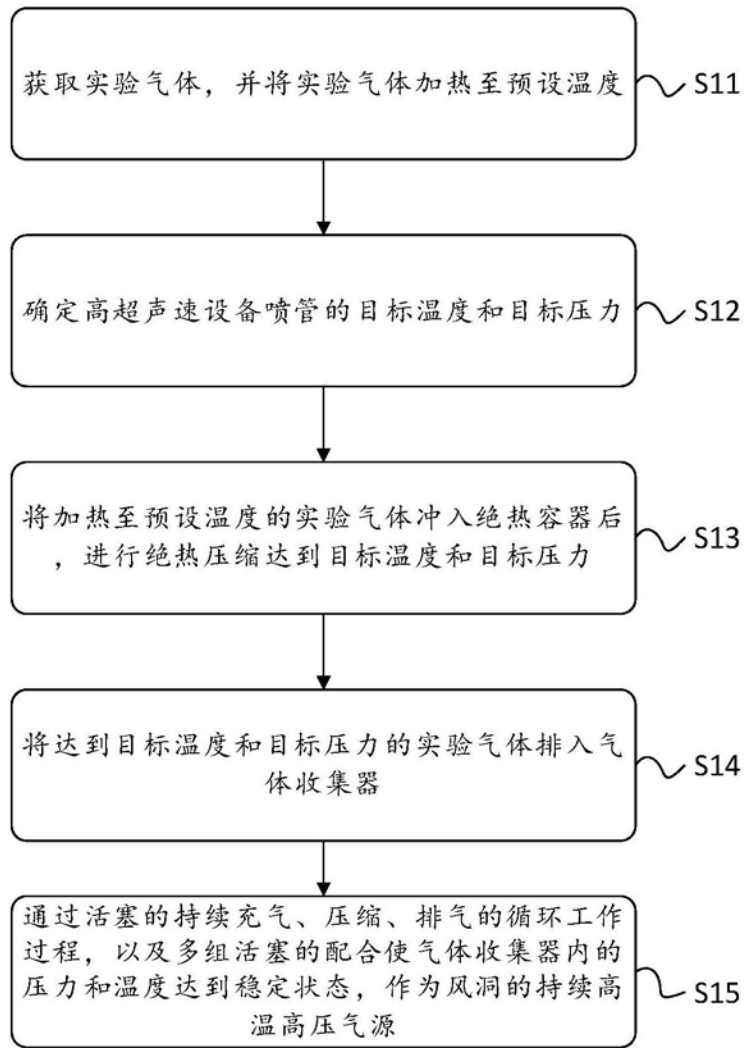 获取实验气体，并将实验气体加热至预设温度
S11
确定高超声速设备喷管的目标温度和目标压力
S12
将加热至预设温度的实验气体冲入绝热容器后
，进行绝热压缩达到目标温度和目标压力
S13
将达到目标温度和目标压力的实验气体排入气
体收集器
S14
通过活塞的持续充气、压缩、排气的循环工作
过程，以及多组活塞的配合使气体收集器内的
压力和温度达到稳定状态，作为风洞的持续高
温高压气源
S15